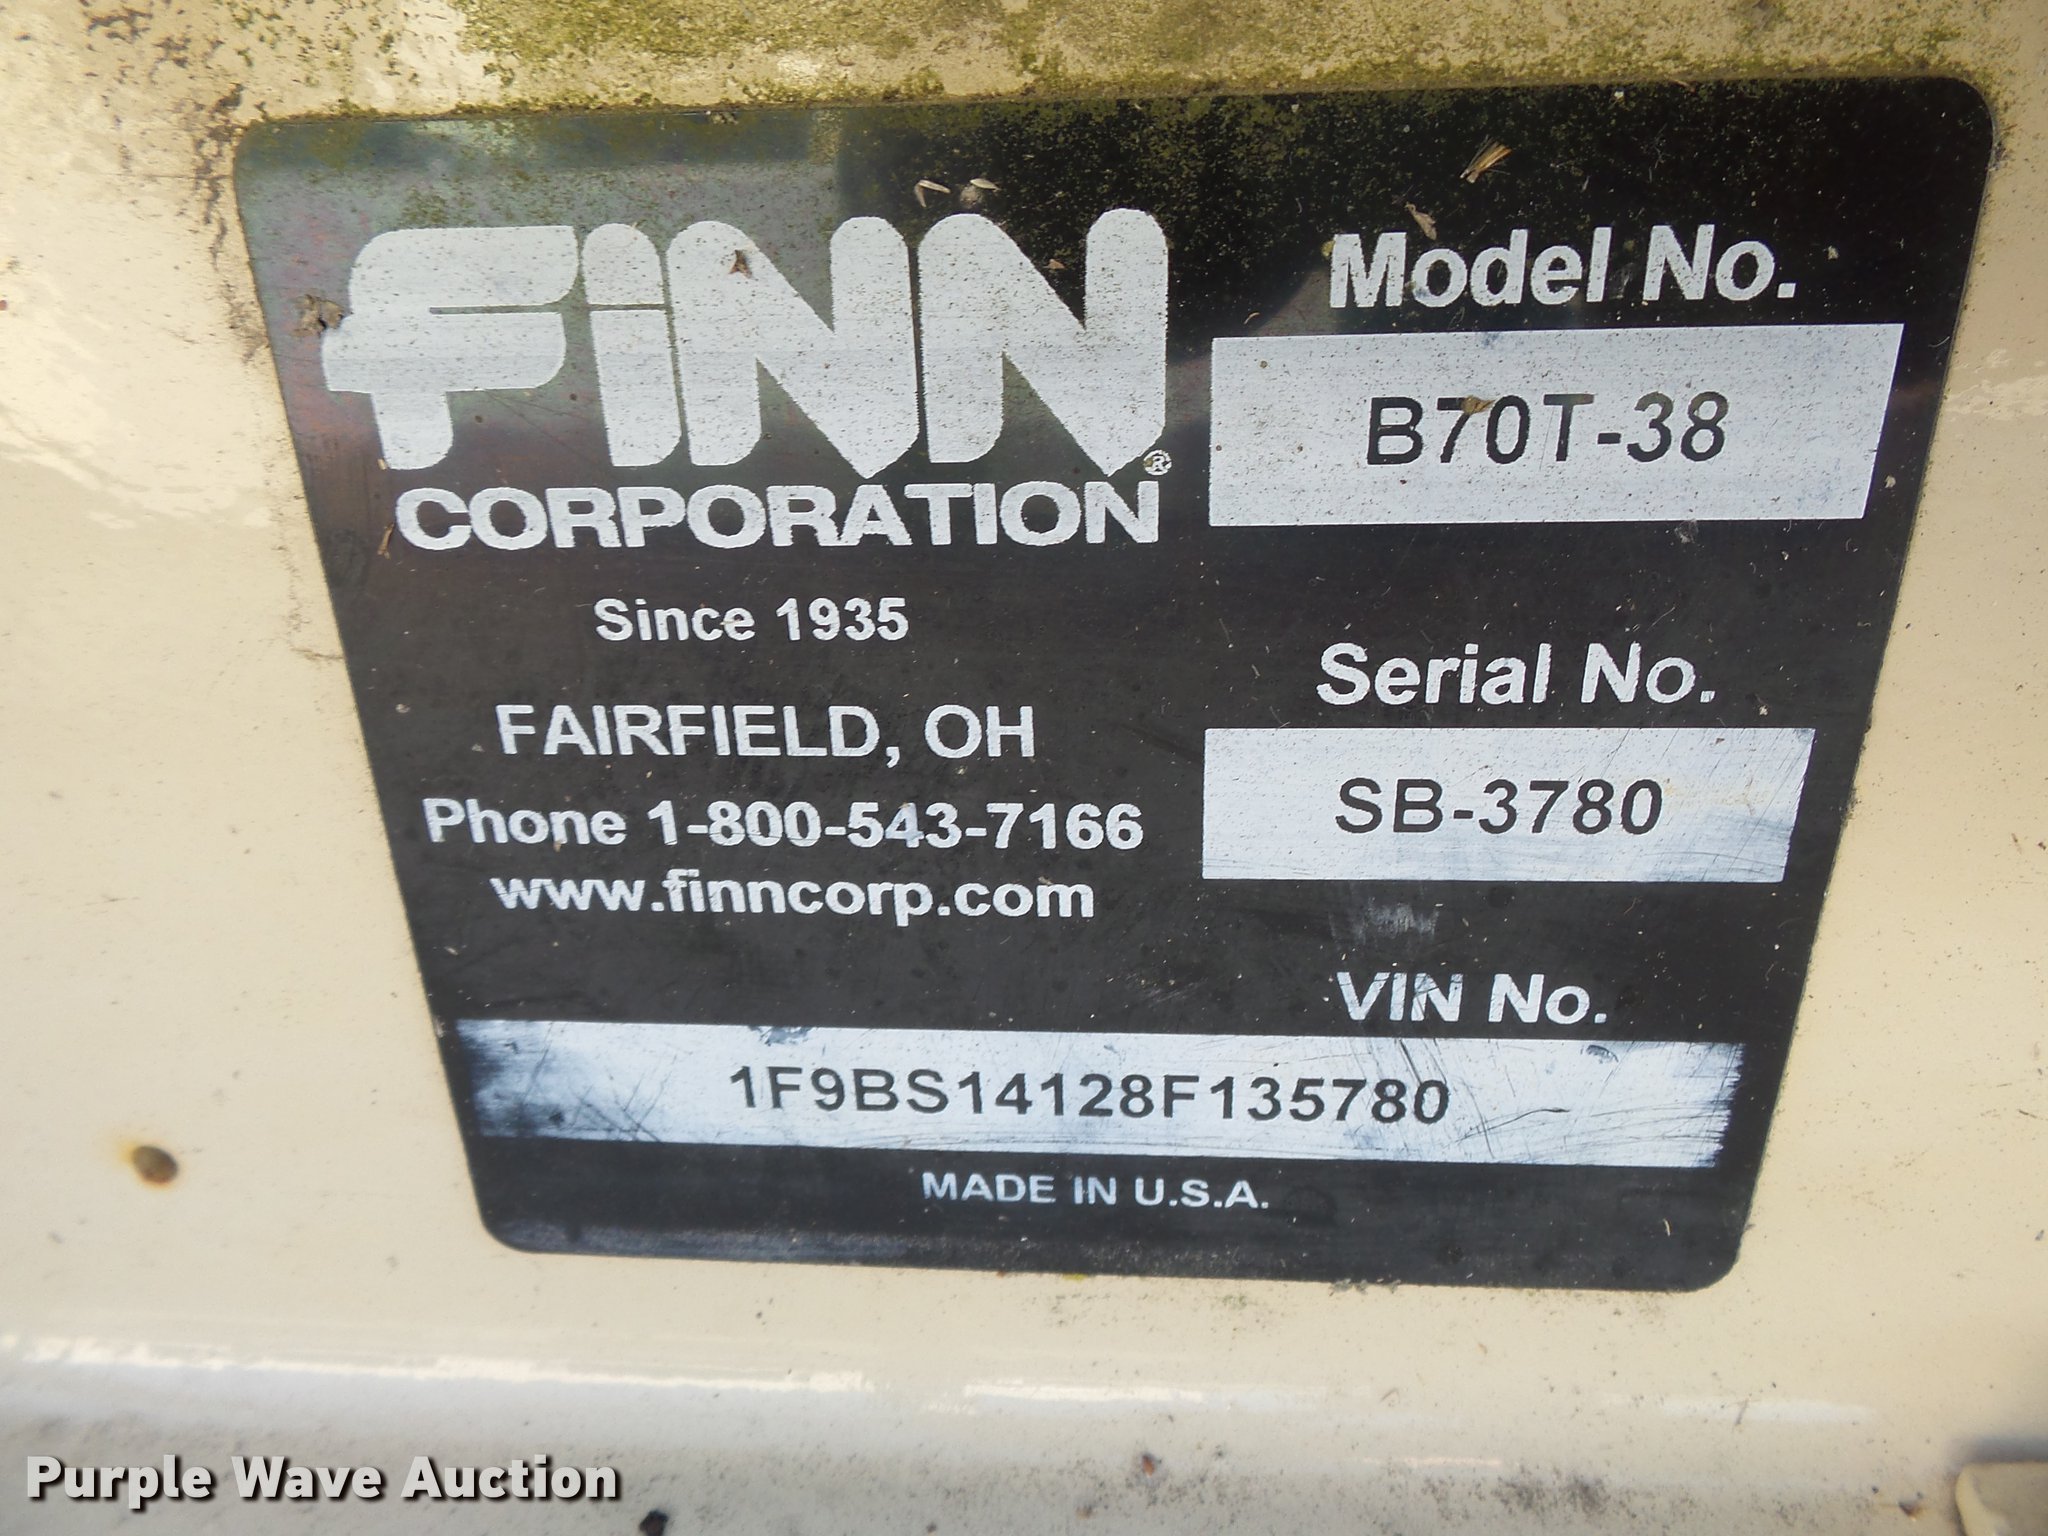 FINN®
CORPORATION
Since 1935
FAIRFIELD, OH
Phone 1-800-543-7166
www.finncorp.com
Model No.
B70T-38
Serial No.
SB-3780
VIN No.
1F9BS14128F135780
MADE IN U.S.A.
Purple Wave Auction